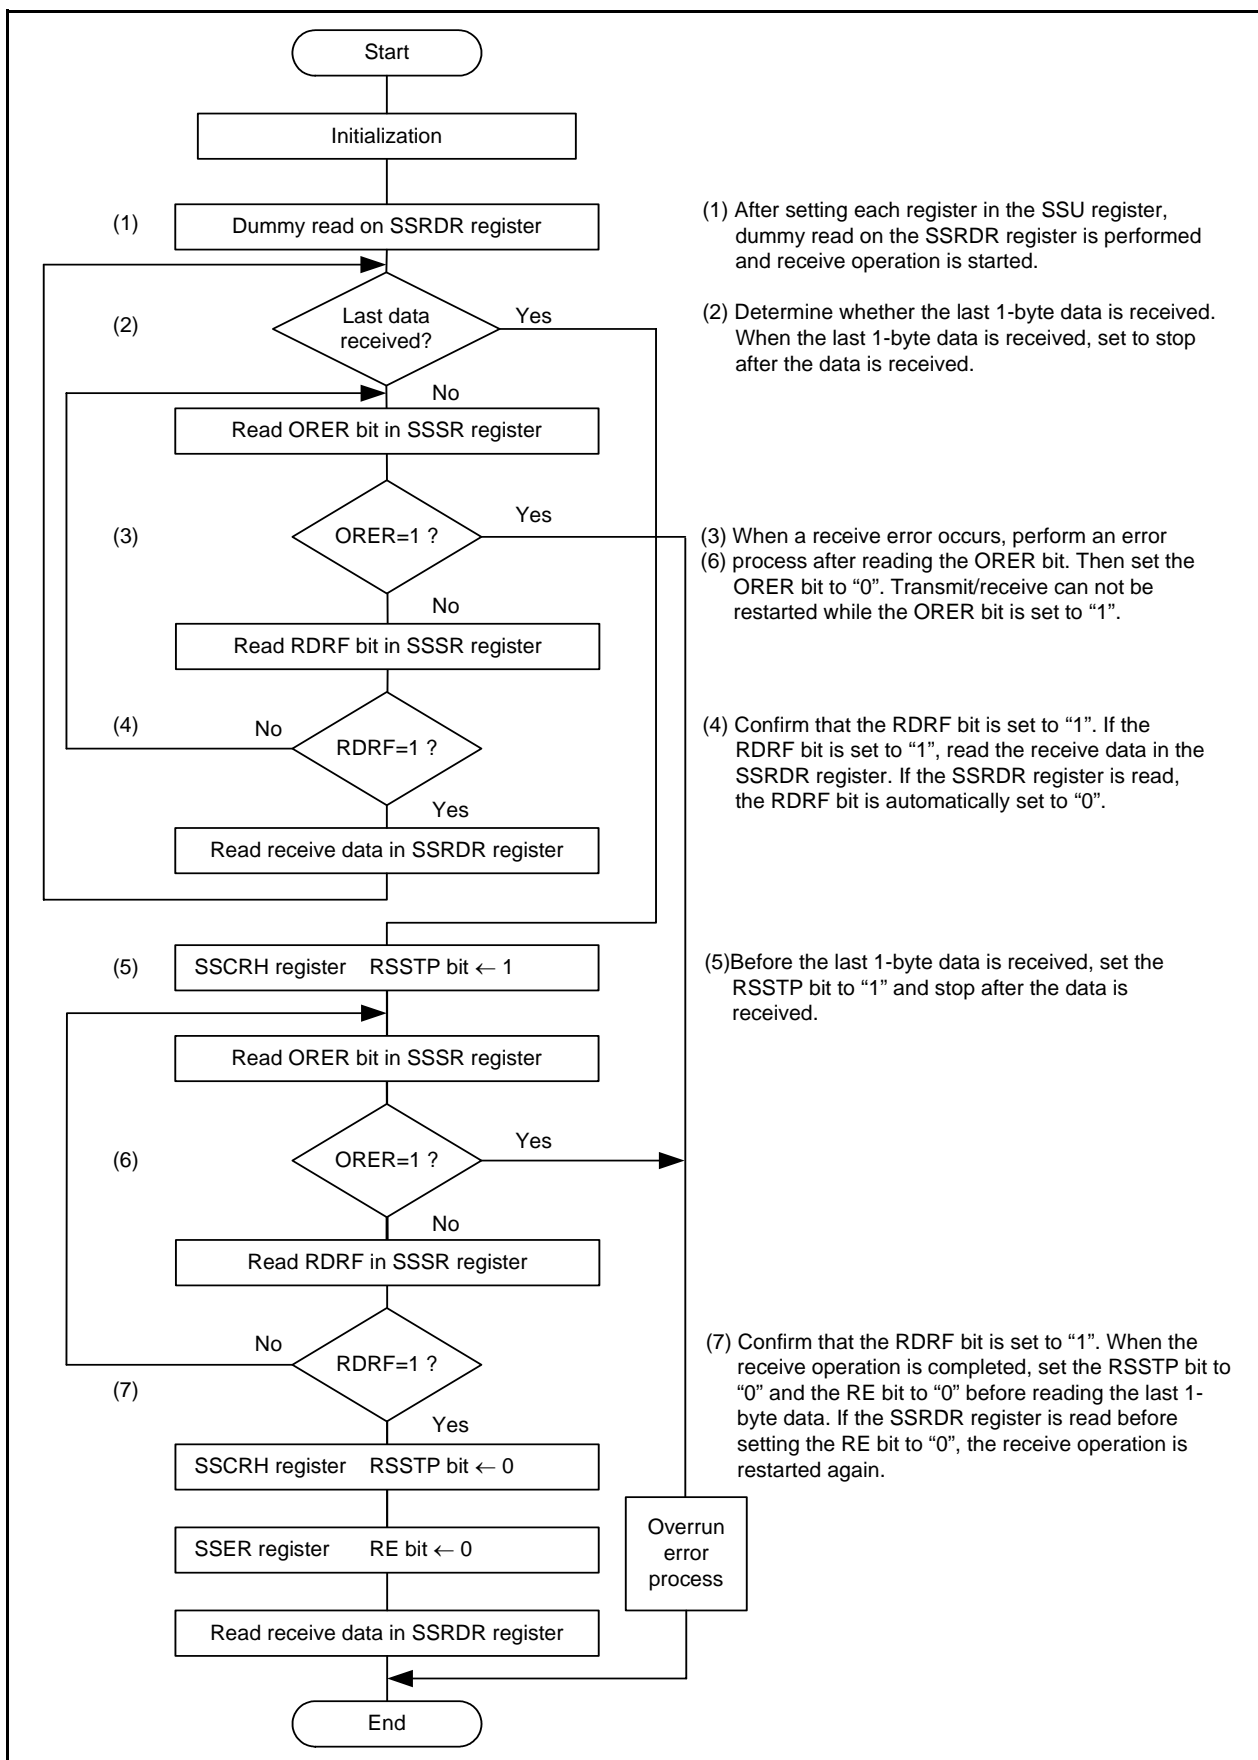 Start
Initialization
(1)
Dummy read on SSRDR register
(1) After setting each register in the SSU register,
dummy read on the SSRDR register is performed
and receive operation is started.
(2)
Last data
received?
Yes
No
(2) Determine whether the last 1-byte data is received.
When the last 1-byte data is received, set to stop
after the data is received.
Read ORER bit in SSSR register
(3)
ORER=1 ?
Yes
No
(3) When a receive error occurs, perform an error
(6) process after reading the ORER bit. Then set the
ORER bit to “0”. Transmit/receive can not be
restarted while the ORER bit is set to “1”.
Read RDRF bit in SSSR register
(4)
No
RDRF=1 ?
Yes
(4) Confirm that the RDRF bit is set to “1”. If the
RDRF bit is set to “1”, read the receive data in the
SSRDR register. If the SSRDR register is read,
the RDRF bit is automatically set to “0”.
Read receive data in SSRDR register
(5)
SSCRH register RSSTP bit ← 1
(5)Before the last 1-byte data is received, set the
RSSTP bit to “1” and stop after the data is
received.
Read ORER bit in SSSR register
(6)
ORER=1 ?
Yes
No
Read RDRF in SSSR register
No
RDRF=1 ?
(7)
Yes
(7) Confirm that the RDRF bit is set to “1”. When the
receive operation is completed, set the RSSTP bit to
“0” and the RE bit to “0” before reading the last 1-
byte data. If the SSRDR register is read before
setting the RE bit to “0”, the receive operation is
restarted again.
SSCRH register RSSTP bit ← 0
SSER register RE bit ← 0
Overrun
error
process
Read receive data in SSRDR register
End